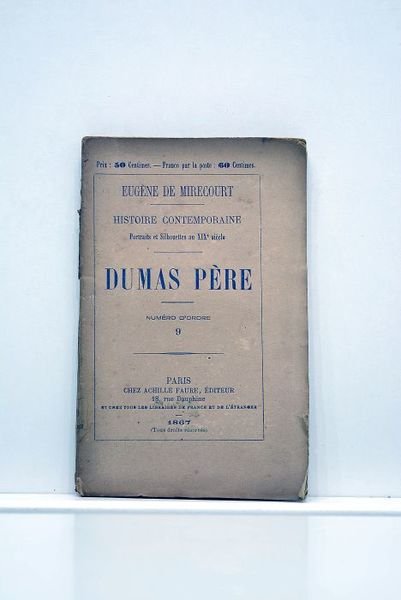 Prix : 50 Centimes. — Franco par la poste : 60 Centimes.
EUGÈNE DE MIRECOURT
HISTOIRE CONTEMPORAINE
Portraits et Silhouettes au XIXe siècle
DUMAS PÈRE
NUMÉRO D'ORDRE
9
PARIS
CHEZ ACHILLE FAURE, ÉDITEUR
18, rue Dauphine
ET CHEZ TOUS LES LIBRAIRES DE FRANCE ET DE L'ÉTRANGER
1867
(Tous droits réservés)